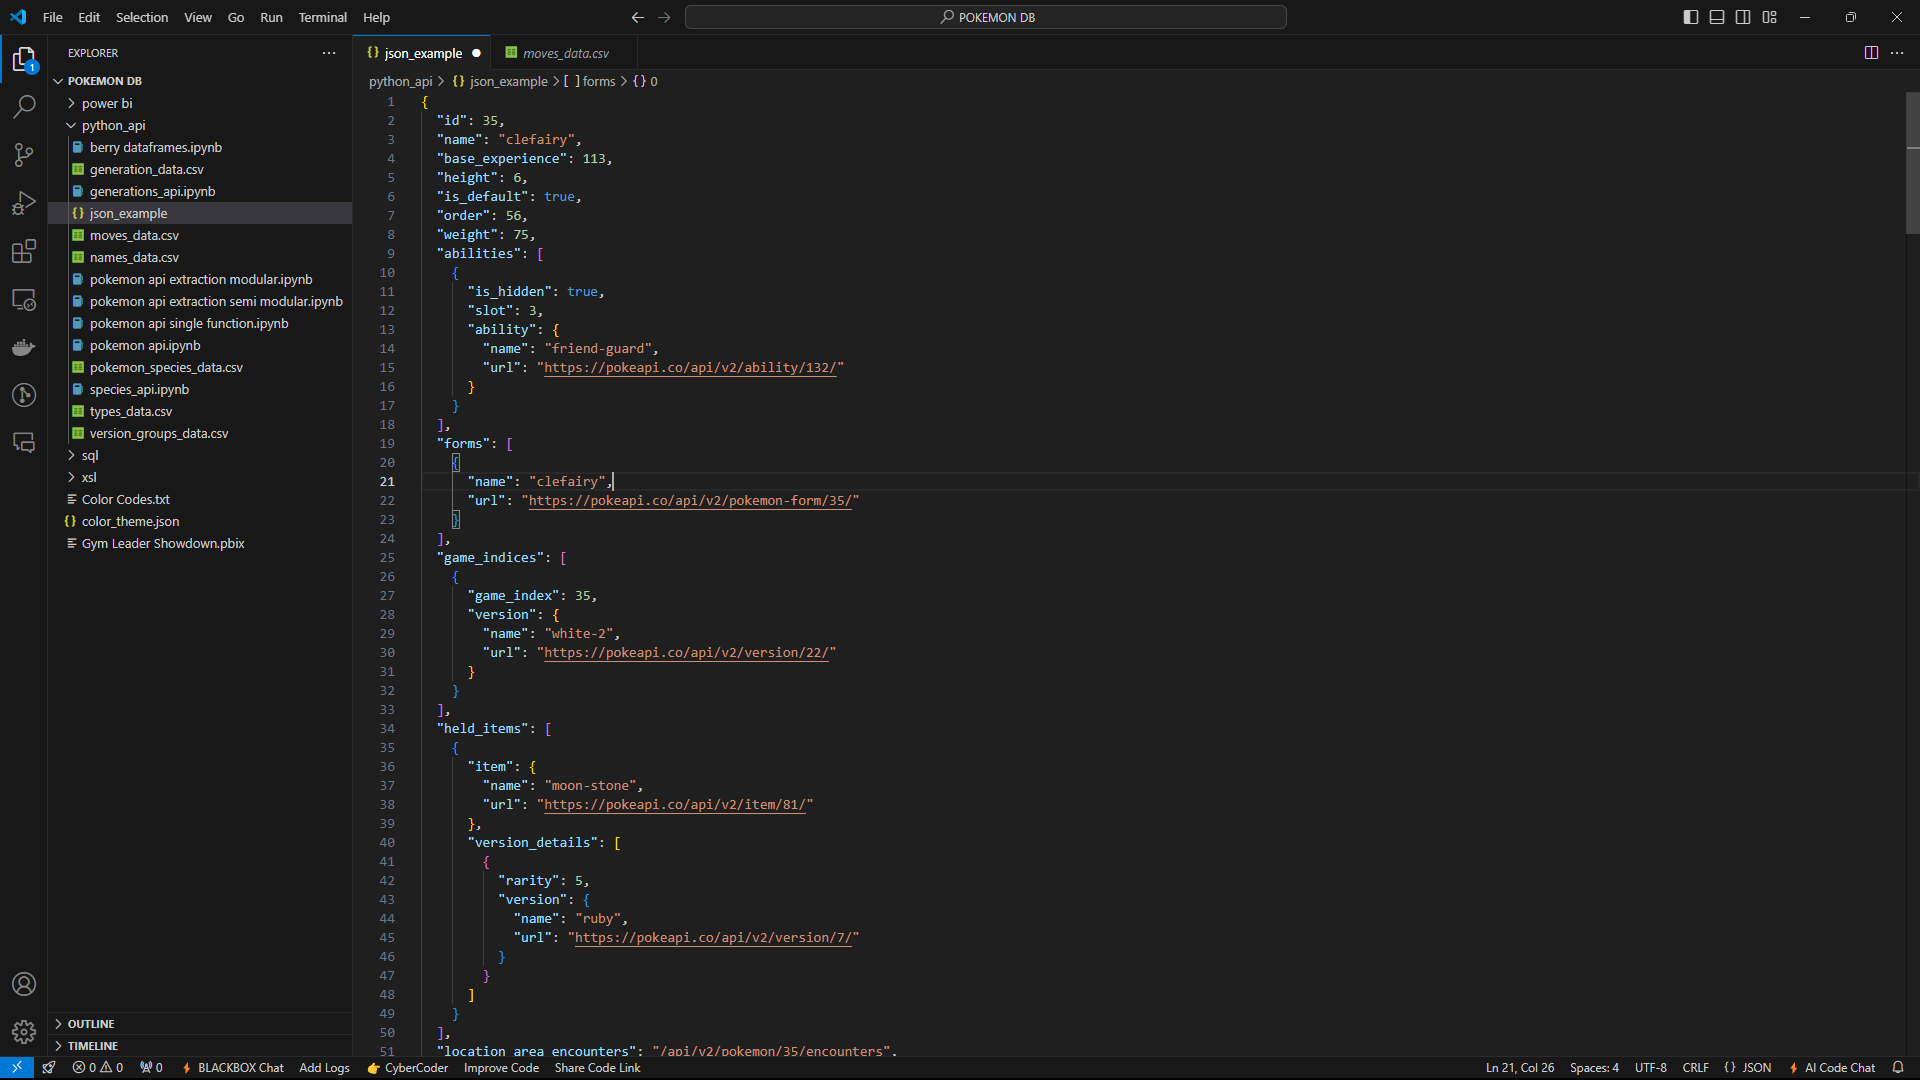 File Edit Selection View Go Run Terminal Help
POKEMON DB
EXPLORER
POKEMON DB
power bi
python_api
berry dataframes.ipynb
generation_data.csv
generations_api.ipynb
json_example
moves_data.csv
names_data.csv
pokemon api extraction modular.ipynb
pokemon api extraction semi modular.ipynb
pokemon api single function.ipynb
pokemon api.ipynb
pokemon_species_data.csv
species_api.ipynb
types_data.csv
version_groups_data.csv
sql
xsl
Color Codes.txt
color_theme.json
Gym Leader Showdown.pbix
OUTLINE
TIMELINE
1
json_example
moves_data.csv
python_api > {} json_example > [ ] forms > {} 0
1 {
2 "id": 35,
3 "name": "clefairy",
4 "base_experience": 113,
5 "height": 6,
6 "is_default": true,
7 "order": 56,
8 "weight": 75,
9 "abilities": [
10 {
11 "is_hidden": true,
12 "slot": 3,
13 "ability": {
14 "name": "friend-guard",
15 "url": "https://pokeapi.co/api/v2/ability/132/"
16 }
17 }
18 ],
19 "forms": [
20 {
21 "name": "clefairy",
22 "url": "https://pokeapi.co/api/v2/pokemon-form/35/"
23 }
24 ],
25 "game_indices": [
26 {
27 "game_index": 35,
28 "version": {
29 "name": "white-2",
30 "url": "https://pokeapi.co/api/v2/version/22/"
31 }
32 }
33 ],
34 "held_items": [
35 {
36 "item": {
37 "name": "moon-stone",
38 "url": "https://pokeapi.co/api/v2/item/81/"
39 },
40 "version_details": [
41 {
42 "rarity": 5,
43 "version": {
44 "name": "ruby",
45 "url": "https://pokeapi.co/api/v2/version/7/"
46 }
47 }
48 ]
49 }
50 ],
51 "location_area_encounters": "/api/v2/pokemon/35/encounters",
0 0 0 BLACKBOX Chat Add Logs CyberCoder Improve Code Share Code Link Ln 21, Col 26 Spaces: 4 UTF-8 CRLF {} JSON AI Code Chat